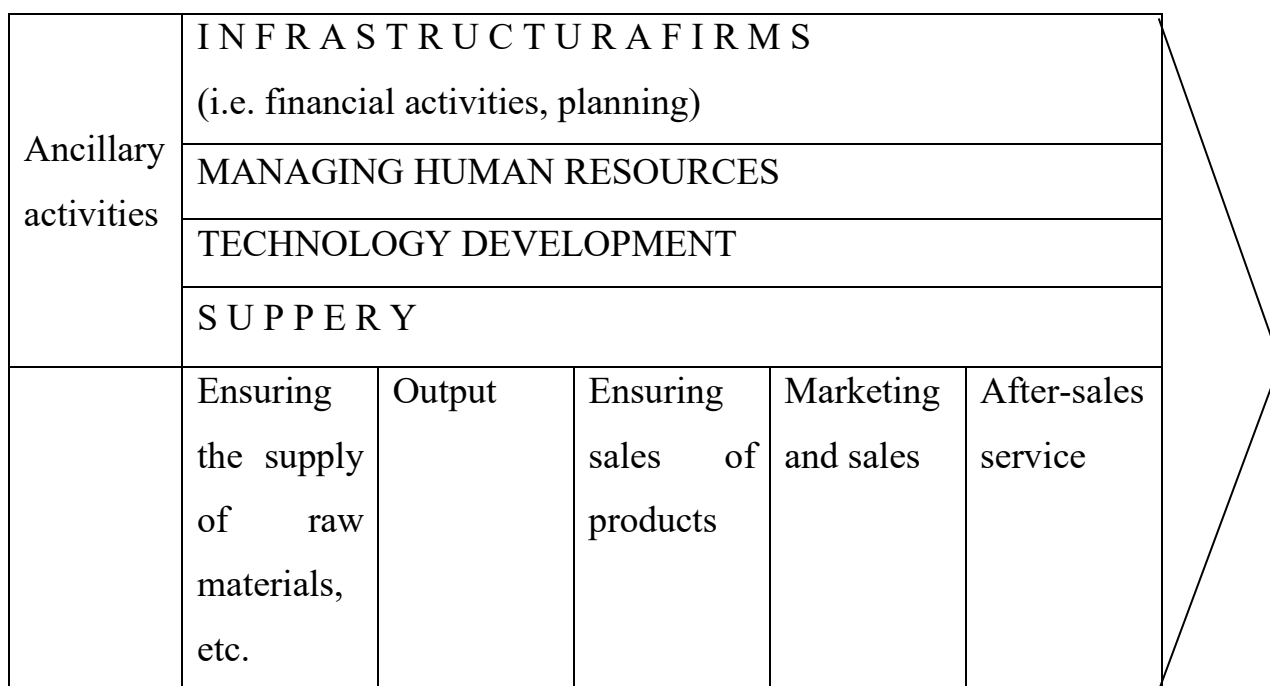 I N F R A S T R U C T U R A F I R M S
(i.e. financial activities, planning)
Ancillary
activities
MANAGING HUMAN RESOURCES
TECHNOLOGY DEVELOPMENT
S U P P E R Y
Ensuring
the supply
of raw
materials,
etc.
Output
Ensuring
sales of
products
Marketing
and sales
After-sales
service